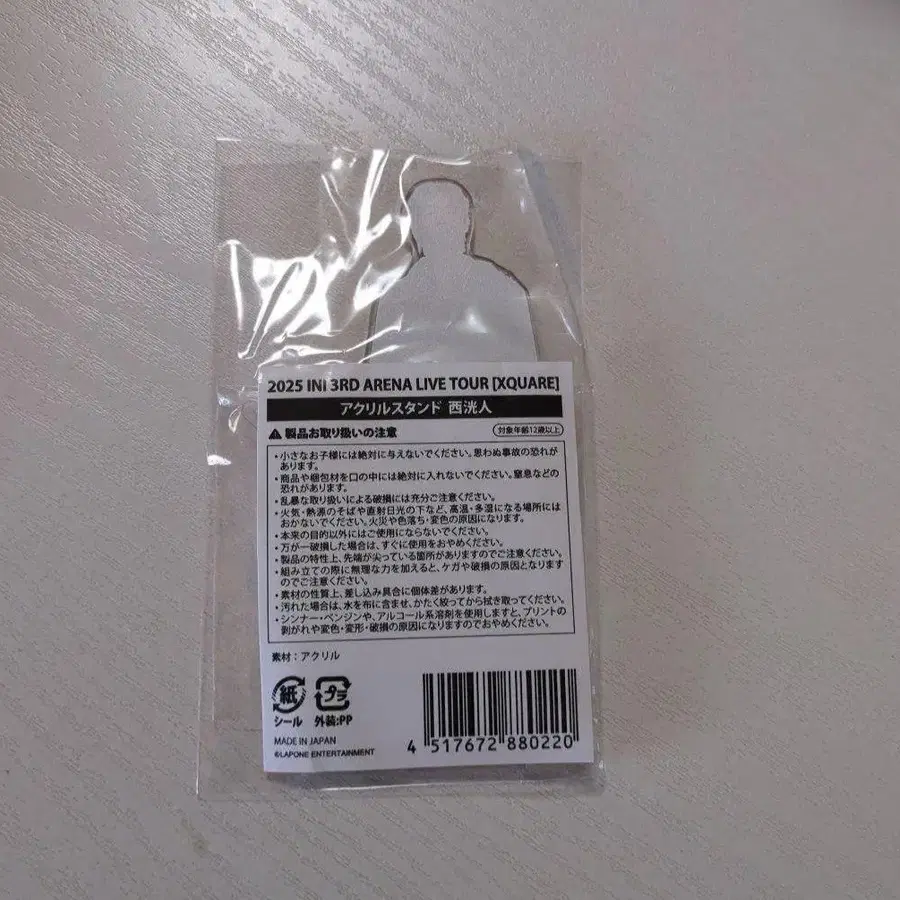 2025 INI 3RD ARENA LIVE TOUR [XQUARE]
アクリルスタンド 西洸人
製品お取り扱いの注意
対象年齢12歳以上
・小さなお子様には絶対に与えないでください。思わぬ事故の恐れが
あります。
・商品や梱包材を口の中には絶対に入れないでください。窒息などの
恐れがあります。
・乱暴な取り扱いによる破損には充分ご注意ください。
・火気・熱源のそばや直射日光の下など、高温・多湿になる場所には
おかないでください。火災や色落ち・変色の原因になります。
・本来の目的以外にはご使用にならないでください。
・万が一破損した場合は、すぐに使用をおやめください。
・製品の特性上、先端が尖っている箇所がありますのでご注意ください。
・組み立ての際に無理な力を加えると、ケガや破損の原因となります
のでご注意ください。
・素材の性質上、差し込み具合に個体差があります。
・汚れた場合は、水を布に含ませ、かたく絞ってから拭き取ってください。
・シンナー・ベンジンや、アルコール系溶剤を使用しますと、プリントの
剥がれや変色・変形・破損の原因になりますのでおやめください。
素材：アクリル
紙
シール
プラ
外装:PP
MADE IN JAPAN
©LAPONE ENTERTAINMENT
4 517672 880220